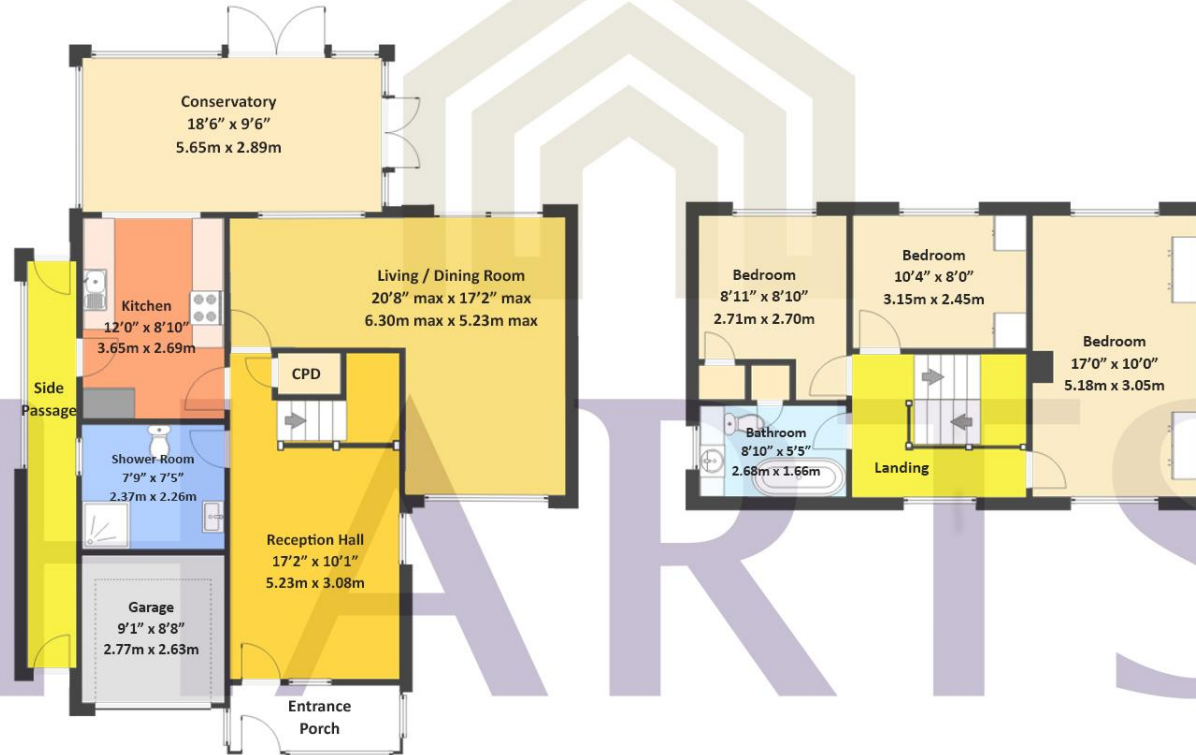 Conservatory
18'6" x 9'6"
5.65m x 2.89m
Kitchen
12'0" x 8'10"
3.65m x 2.69m
Living / Dining Room
20'8" max x 17'2" max
6.30m max x 5.23m max
CPD
Side
Passage
Shower Room
7'9" x 7'5"
2.37m x 2.26m
Reception Hall
17'2" x 10'1"
5.23m x 3.08m
Garage
9'1" x 8'8"
2.77m x 2.63m
Entrance
Porch
Bedroom
8'11" x 8'10"
2.71m x 2.70m
Bedroom
10'4" x 8'0"
3.15m x 2.45m
Bedroom
17'0" x 10'0"
5.18m x 3.05m
Bathroom
8'10" x 5'5"
2.68m x 1.66m
Landing
HARTS